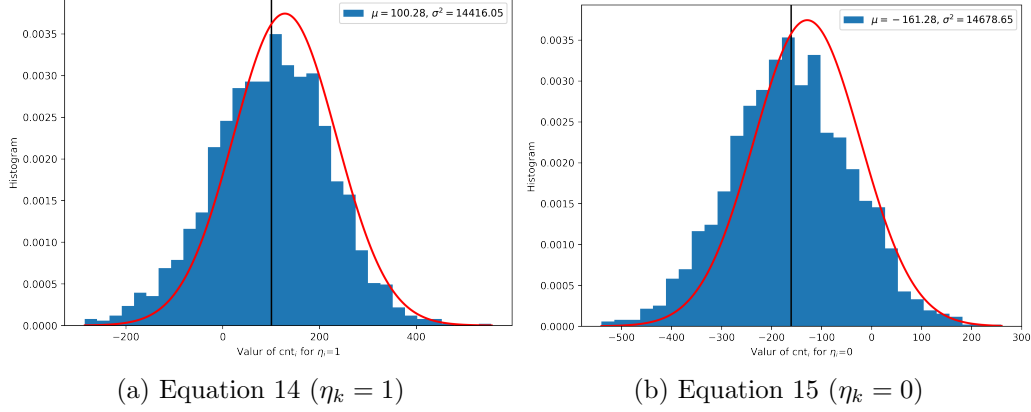 μ = 100.28, σ² = 14416.05
0.0035
0.0030
0.0025
0.0020
0.0015
0.0010
0.0005
0.0000
Histogram
−200 0 200 400
Valur of cntᵢ for ηᵢ=1
(a) Equation 14 (ηₖ = 1)
μ = − 161.28, σ² = 14678.65
0.0035
0.0030
0.0025
0.0020
0.0015
0.0010
0.0005
0.0000
Histogram
−500 −400 −300 −200 −100 0 100 200 300
Valur of cntᵢ for ηᵢ=0
(b) Equation 15 (ηₖ = 0)